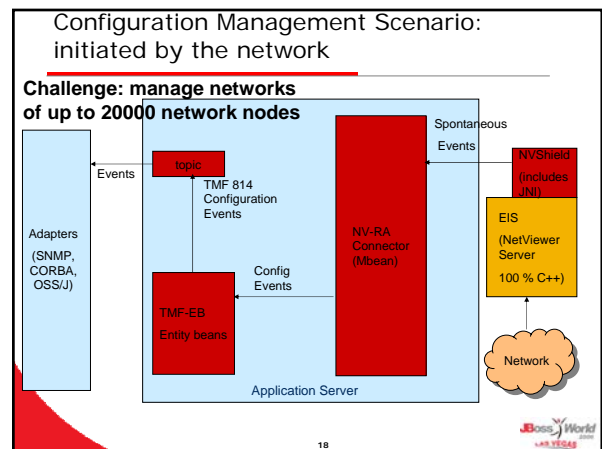 Configuration Management Scenario:
initiated by the network
Challenge: manage networks
of up to 20000 network nodes
Adapters
(SNMP,
CORBA,
OSS/J)
Events
topic
TMF 814
Configuration
Events
TMF-EB
Entity beans
Config
Events
NV-RA
Connector
(Mbean)
Spontaneous
Events
NVShield
(includes
JNI)
EIS
(NetViewer
Server
100 % C++)
Network
Application Server
18
JBoss World
LAS VEGAS